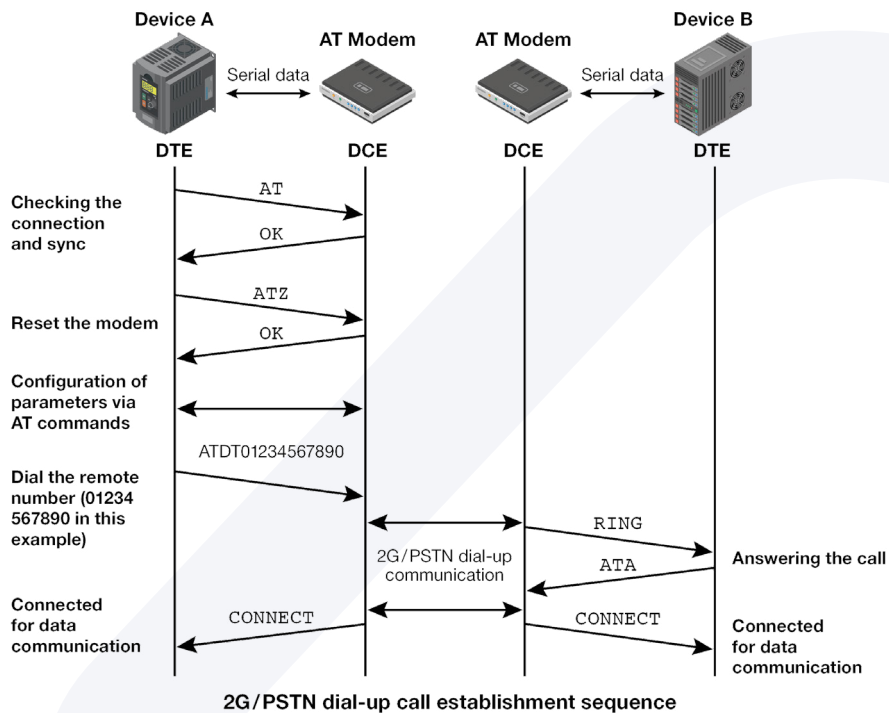 Device A
AT Modem
AT Modem
Device B
Serial data
Serial data
DTE
DCE
DCE
DTE
Checking the
connection
and sync
AT
OK
Reset the modem
ATZ
OK
Configuration of
parameters via
AT commands
ATDT01234567890
Dial the remote
number (01234
567890 in this
example)
RING
2G/PSTN dial-up
communication
ATA
Answering the call
Connected
for data
communication
CONNECT
CONNECT
Connected
for data
communication
2G/PSTN dial-up call establishment sequence